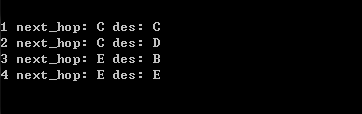 1 next_hop: C des: C
2 next_hop: C des: D
3 next_hop: E des: B
4 next_hop: E des: E